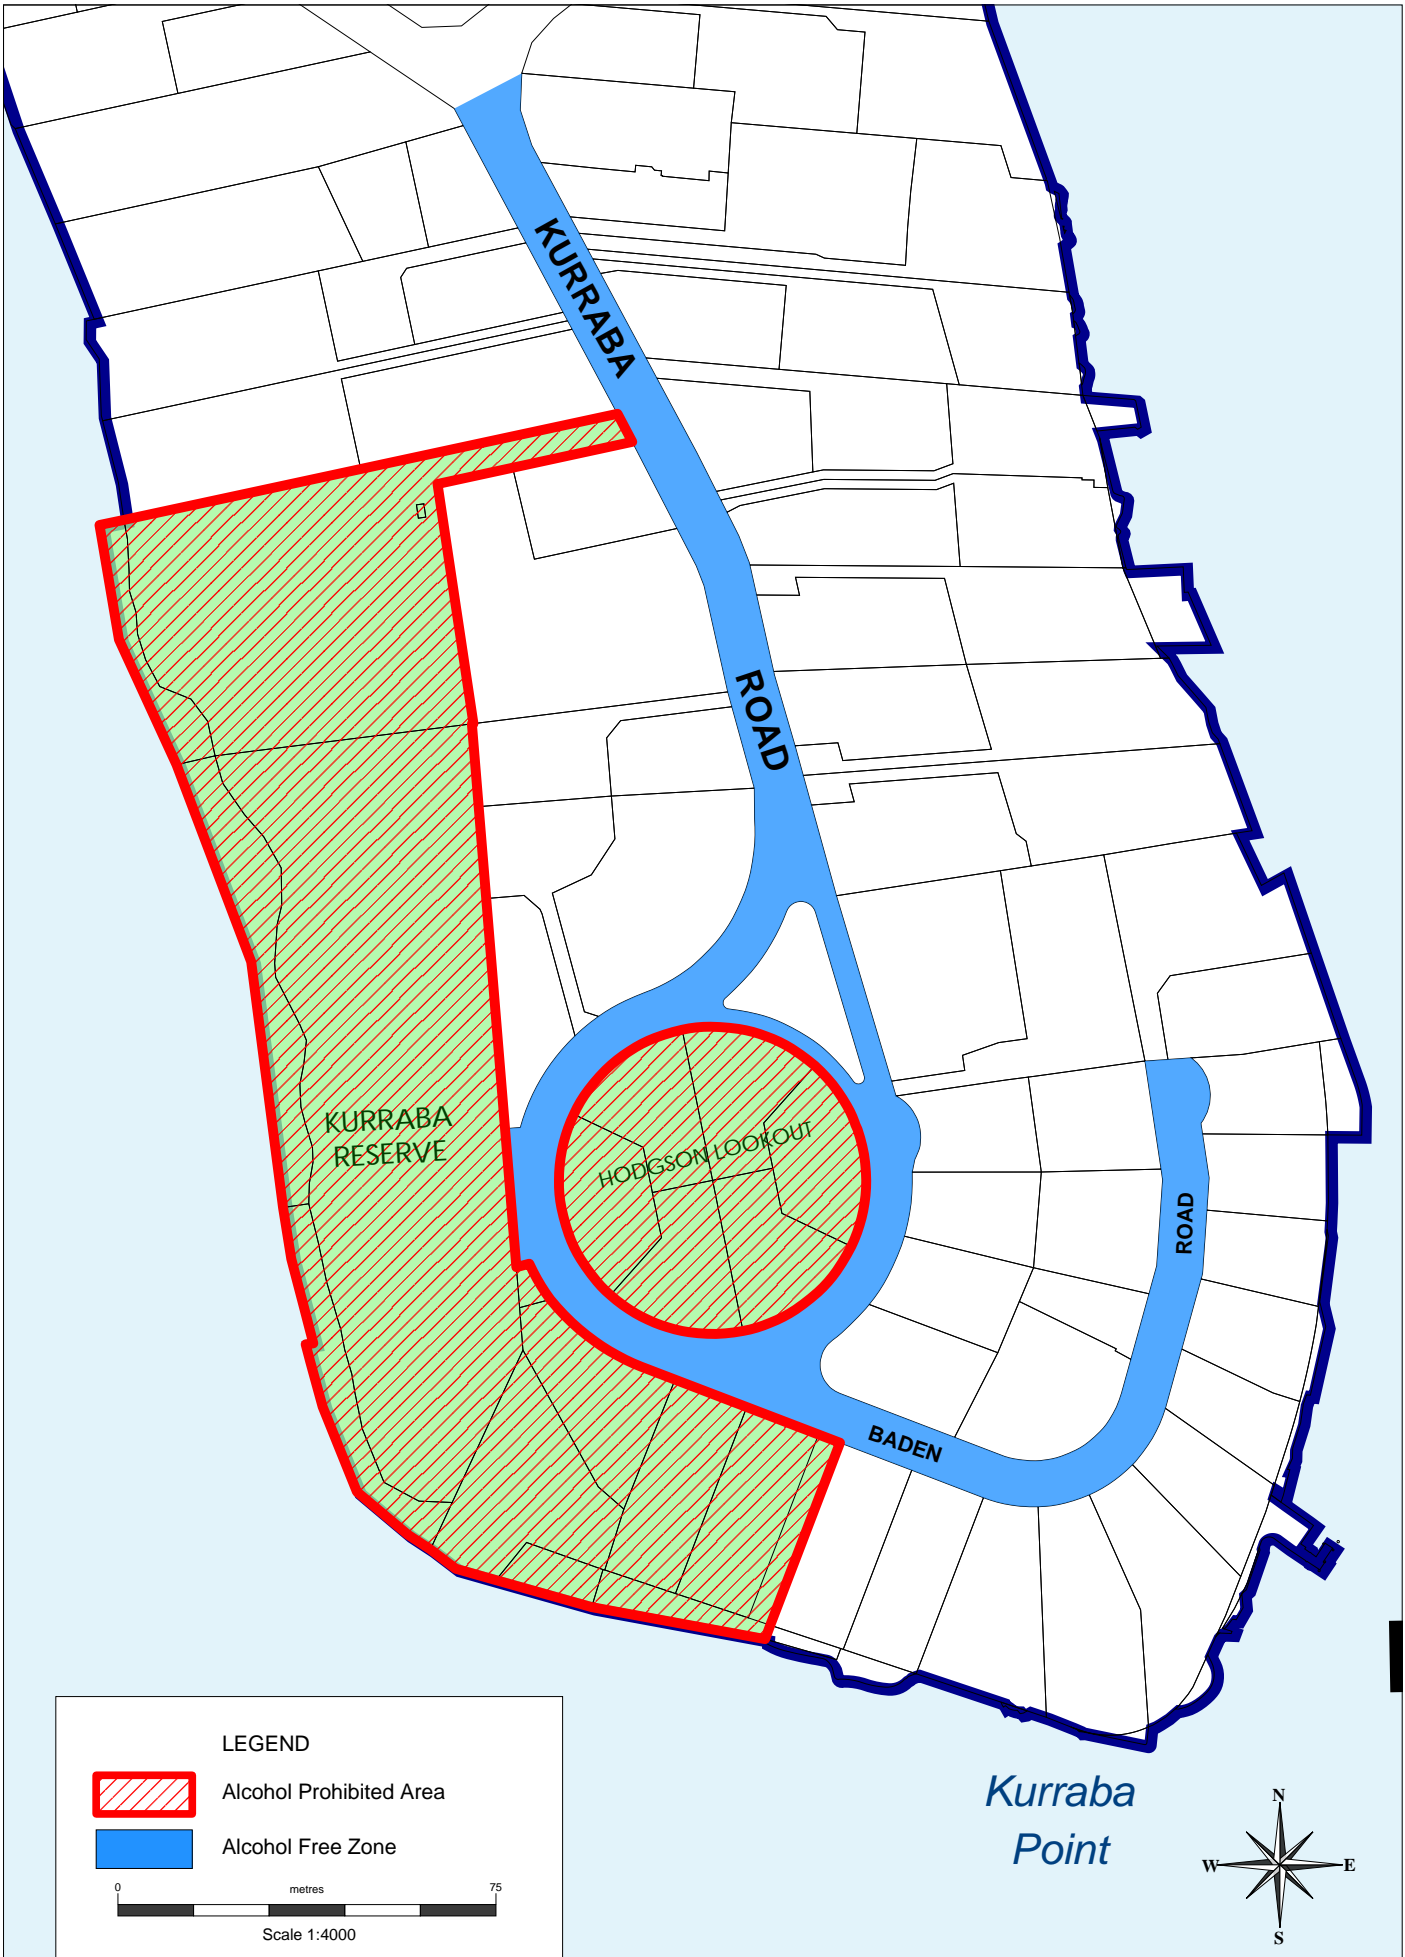 KURRABA
ROAD
KURRABA
RESERVE
HODGSON LOOKOUT
ROAD
BADEN
LEGEND
Alcohol Prohibited Area
Alcohol Free Zone
0 metres 75
Scale 1:4000
Kurraba
Point
N
W E
S